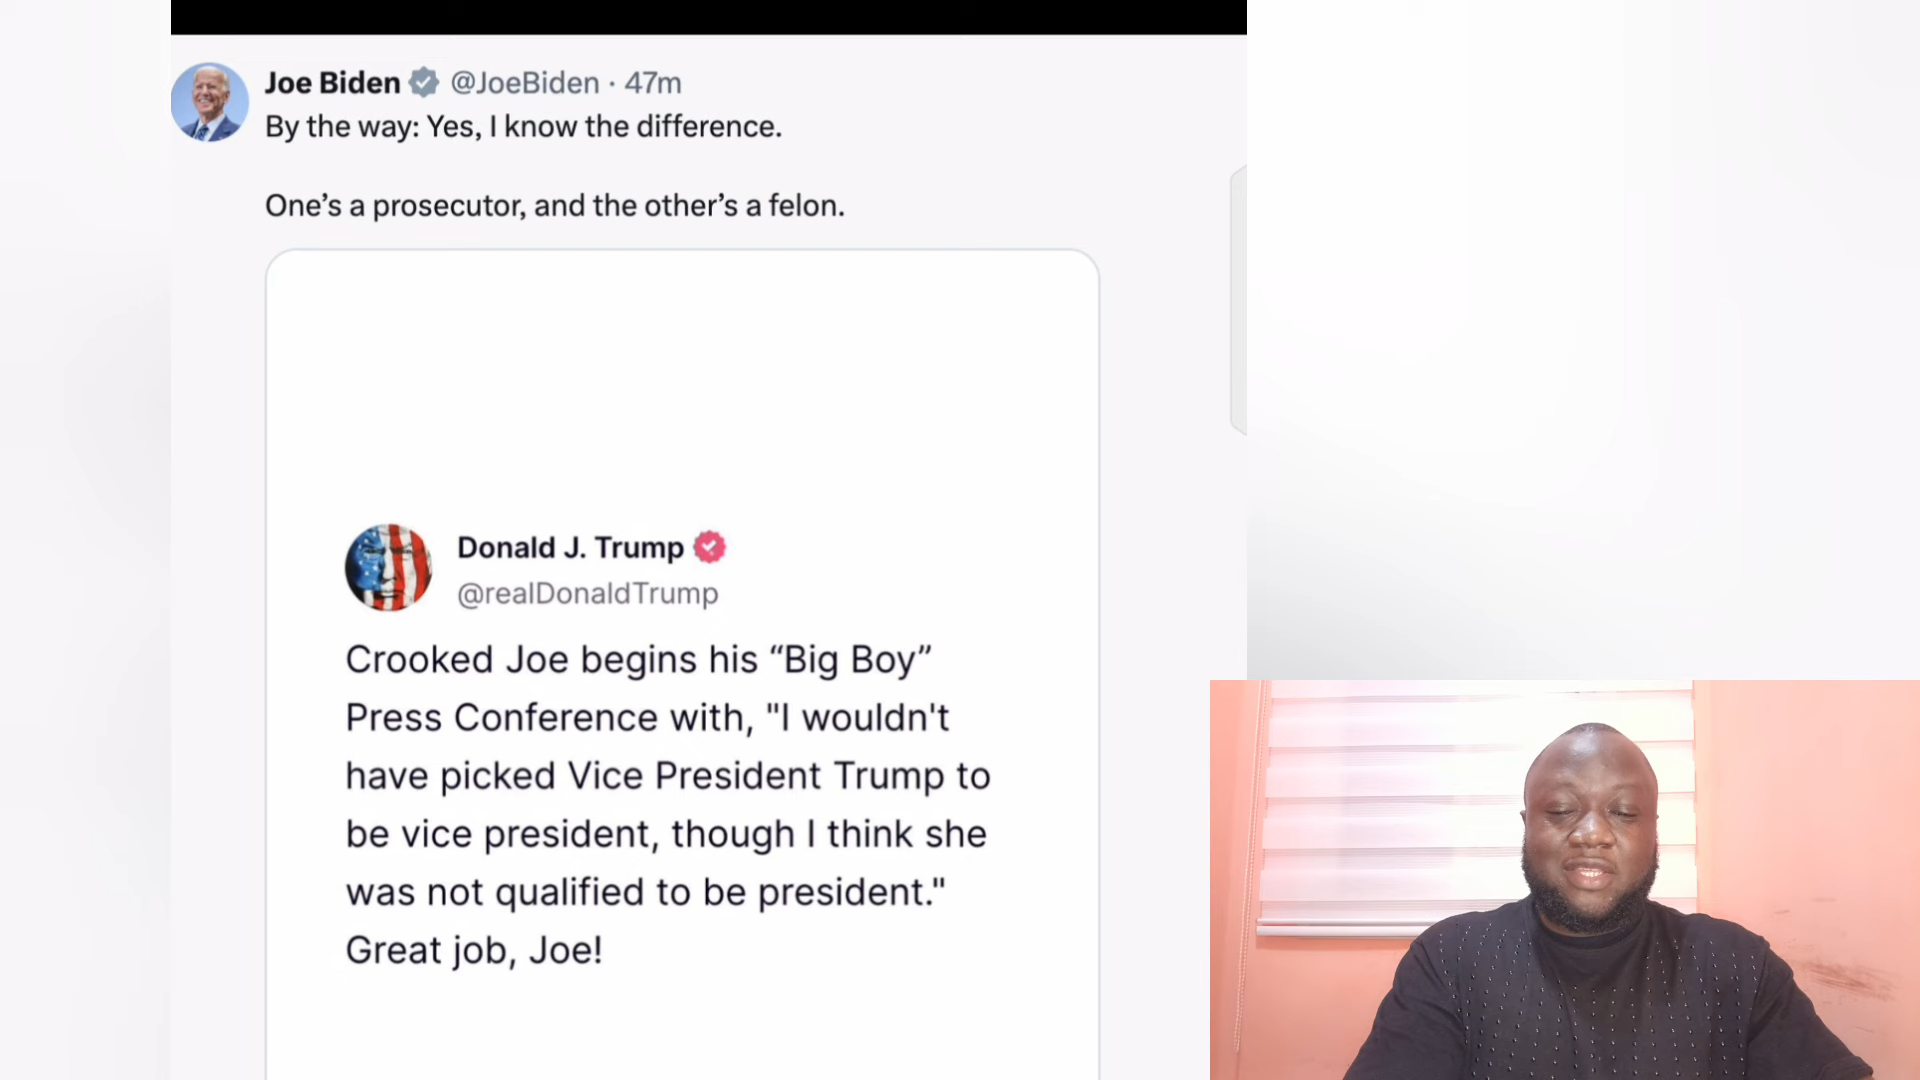 Joe Biden @JoeBiden · 47m
By the way: Yes, I know the difference.
One’s a prosecutor, and the other’s a felon.
Donald J. Trump
@realDonaldTrump
Crooked Joe begins his “Big Boy”
Press Conference with, "I wouldn't
have picked Vice President Trump to
be vice president, though I think she
was not qualified to be president."
Great job, Joe!